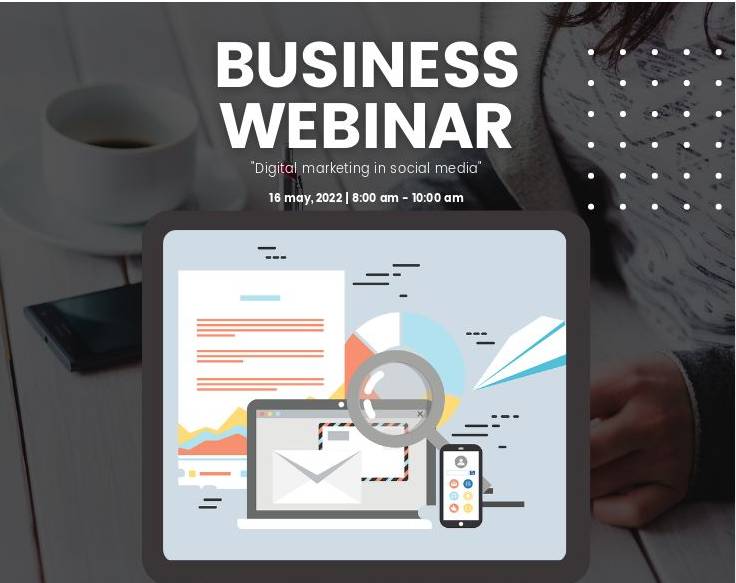 BUSINESS
WEBINAR
"Digital marketing in social media"
16 may, 2022 | 8:00 am - 10:00 am